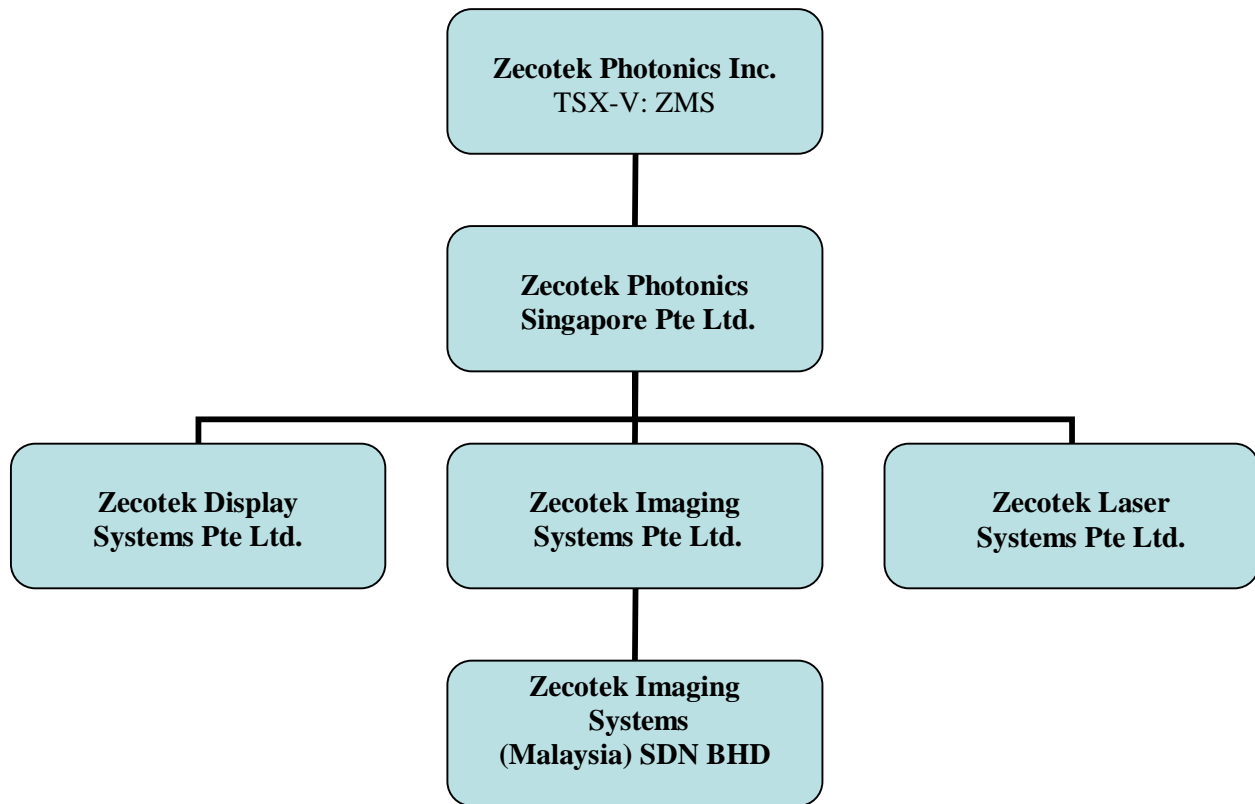 Zecotek Photonics Inc.
TSX-V: ZMS
Zecotek Photonics
Singapore Pte Ltd.
Zecotek Display
Systems Pte Ltd.
Zecotek Imaging
Systems Pte Ltd.
Zecotek Laser
Systems Pte Ltd.
Zecotek Imaging
Systems
(Malaysia) SDN BHD